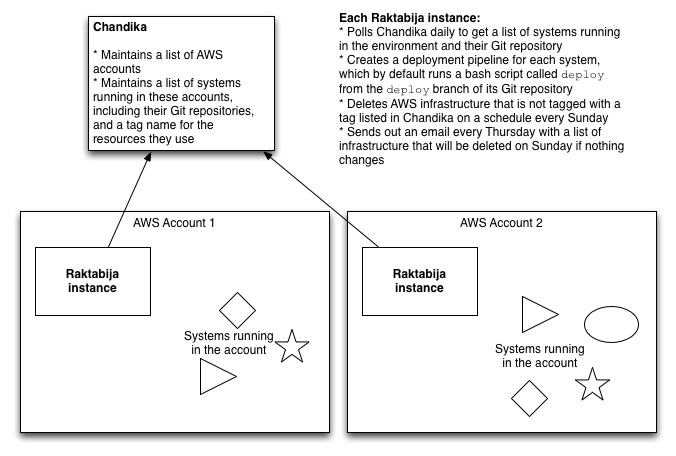 Chandika
* Maintains a list of AWS
accounts
* Maintains a list of systems
running in these accounts,
including their Git repositories,
and a tag name for the
resources they use
Each Raktabija instance:
* Polls Chandika daily to get a list of systems running
in the environment and their Git repository
* Creates a deployment pipeline for each system,
which by default runs a bash script called deploy
from the deploy branch of its Git repository
* Deletes AWS infrastructure that is not tagged with a
tag listed in Chandika on a schedule every Sunday
* Sends out an email every Thursday with a list of
infrastructure that will be deleted on Sunday if nothing
changes
AWS Account 1
Raktabija
instance
Systems running
in the account
AWS Account 2
Raktabija
instance
Systems running
in the account